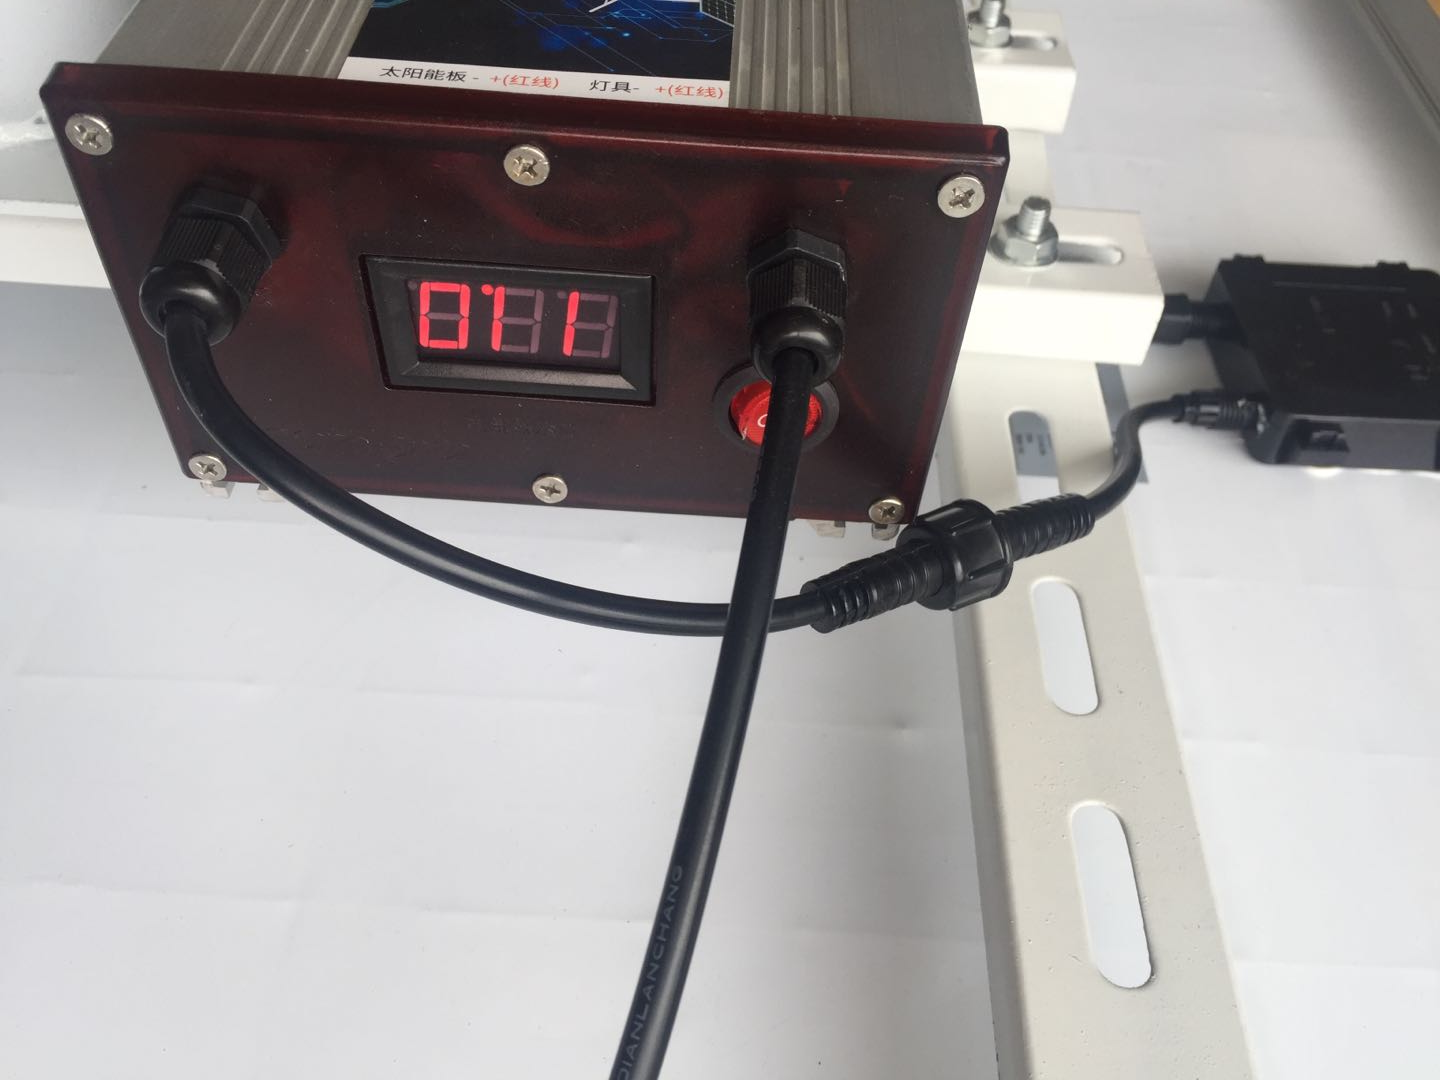 太阳能板 - +(红线) 灯具- +(红线)
11.0
DIANLANCHANG